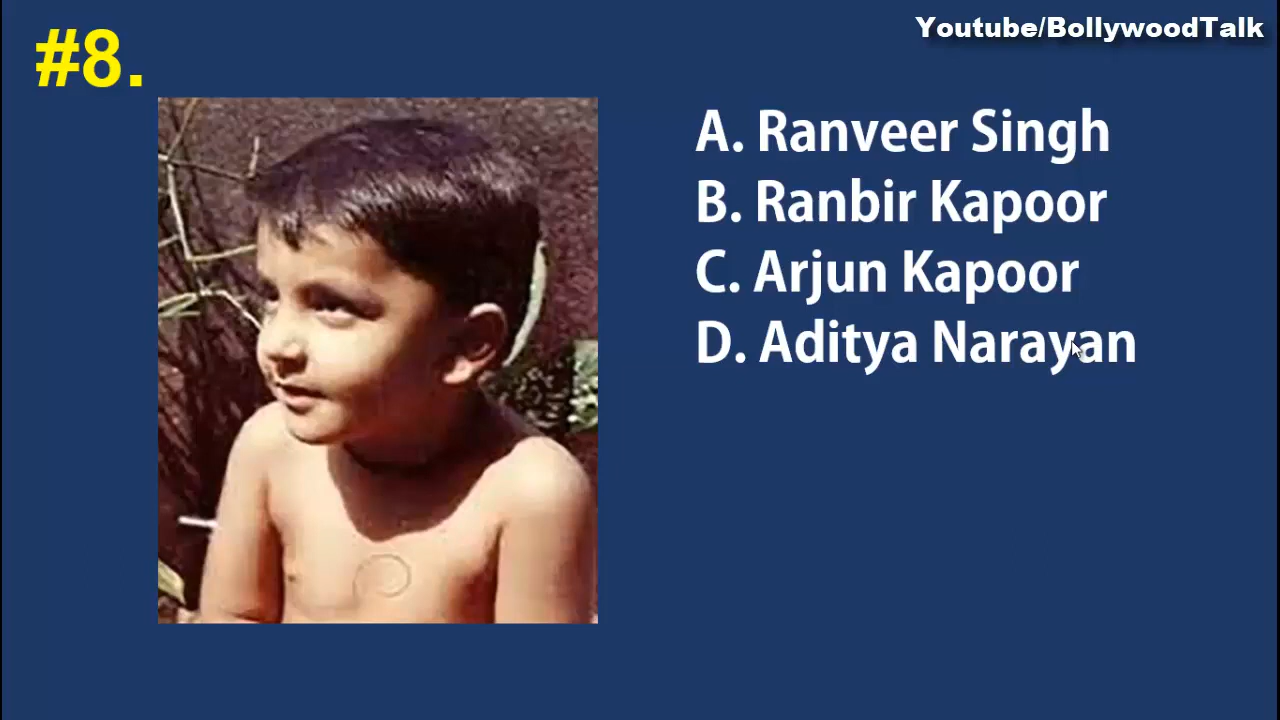 Youtube/BollywoodTalk
#8.
A. Ranveer Singh
B. Ranbir Kapoor
C. Arjun Kapoor
D. Aditya Narayan